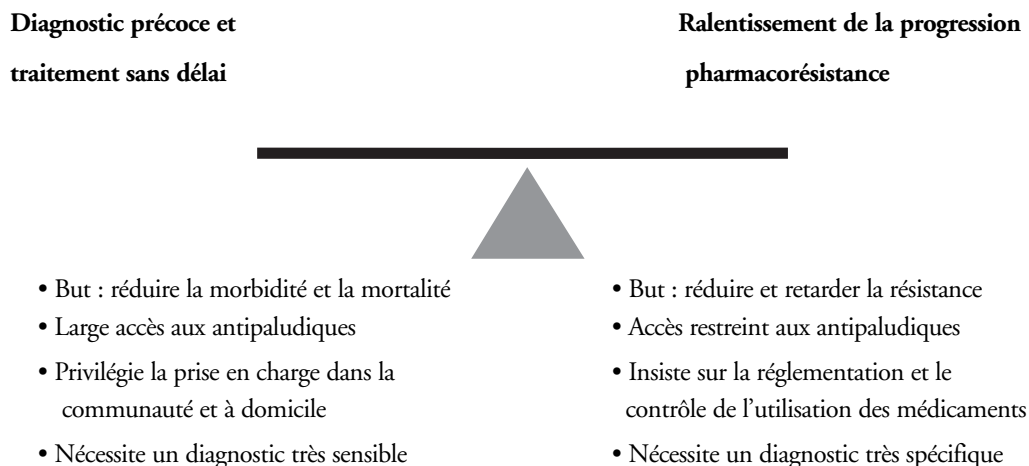 Diagnostic précoce et
traitement sans délai
Ralentissement de la progression
pharmacorésistance
• But : réduire la morbidité et la mortalité
• Large accès aux antipaludiques
• Privilégie la prise en charge dans la
communauté et à domicile
• Nécessite un diagnostic très sensible
• But : réduire et retarder la résistance
• Accès restreint aux antipaludiques
• Insiste sur la réglementation et le
contrôle de l’utilisation des médicaments
• Nécessite un diagnostic très spécifique